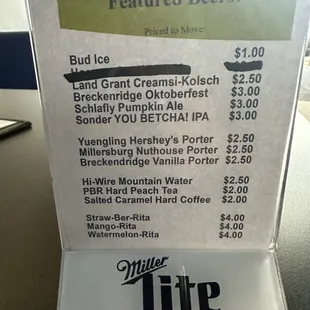 Featured Beers!
Priced to Move
Bud Ice $1.00
Land Grant Creamsi-Kolsch $2.50
Breckenridge Oktoberfest $3.00
Schlafly Pumpkin Ale $3.00
Sonder YOU BETCHA! IPA $3.00
Yuengling Hershey's Porter $2.50
Millersburg Nuthouse Porter $2.50
Breckendridge Vanilla Porter $2.50
Hi-Wire Mountain Water $2.50
PBR Hard Peach Tea $2.00
Salted Caramel Hard Coffee $2.00
Straw-Ber-Rita $4.00
Mango-Rita $4.00
Watermelon-Rita $4.00
Miller
Lite